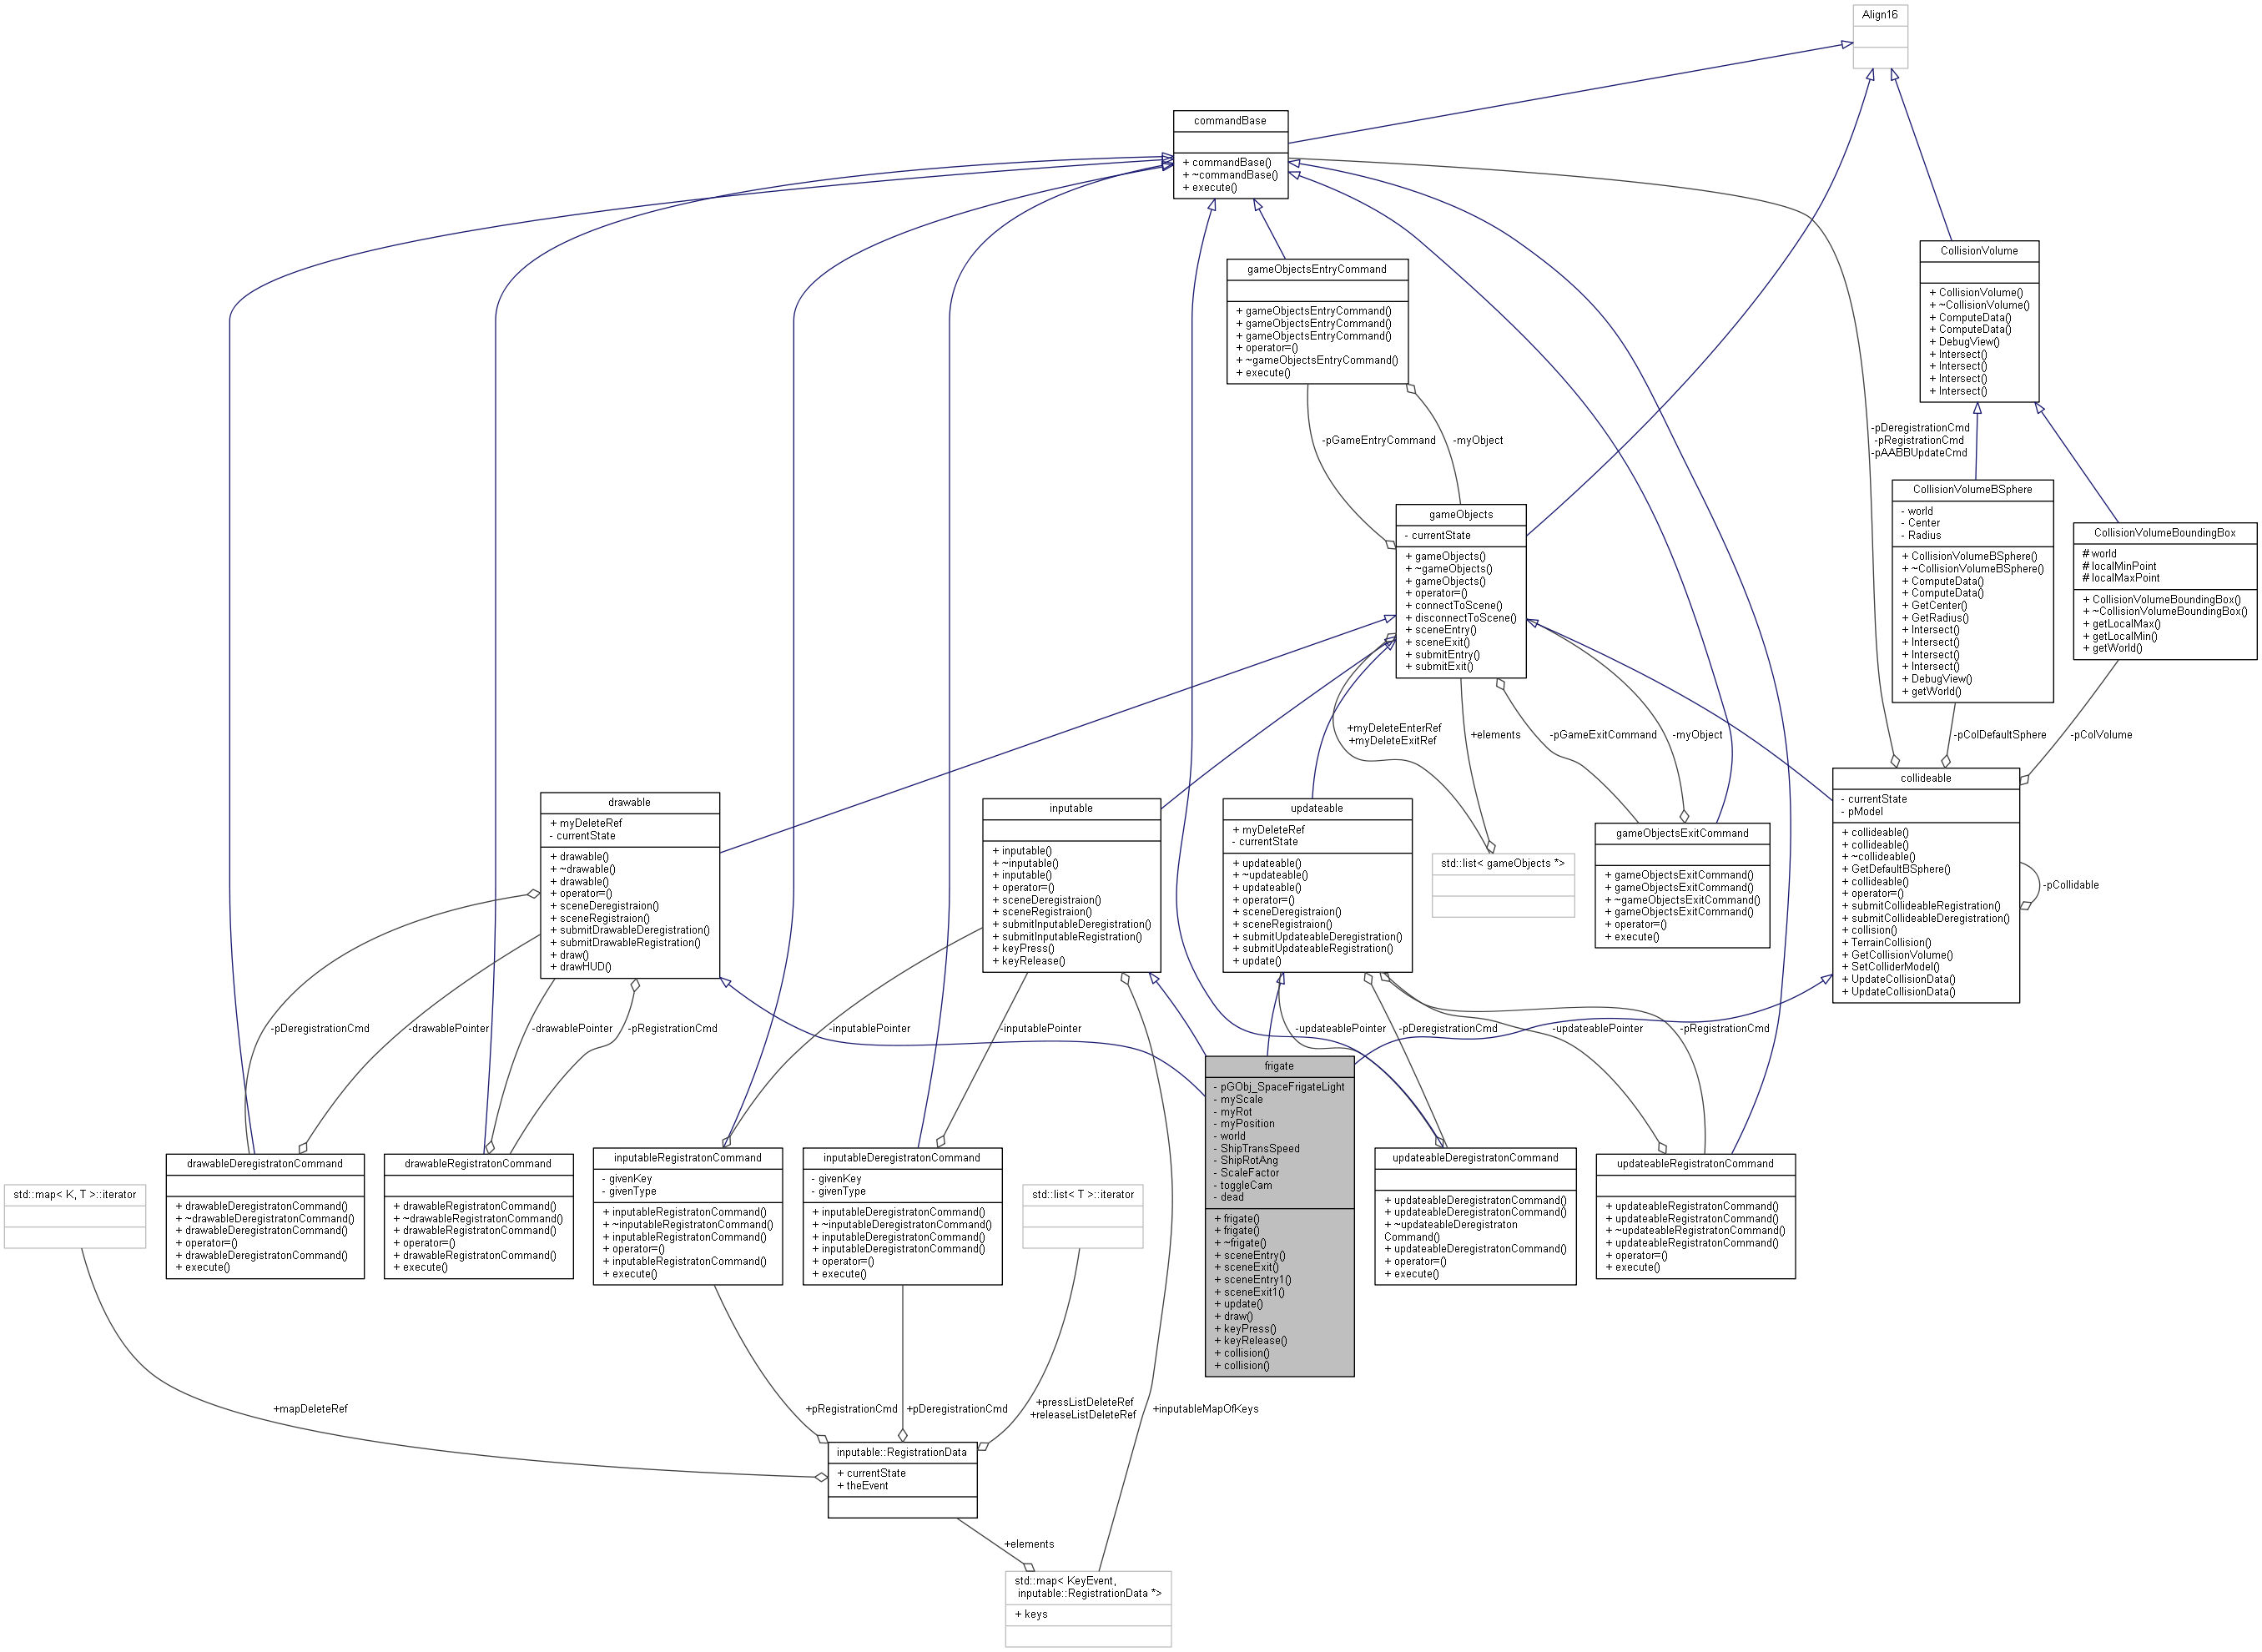 Align16
commandBase
+ commandBase()
+ ~commandBase()
+ execute()
CollisionVolume
+ CollisionVolume()
+ ~CollisionVolume()
+ ComputeData()
+ ComputeData()
+ DebugView()
+ Intersect()
+ Intersect()
+ Intersect()
+ Intersect()
gameObjectsEntryCommand
+ gameObjectsEntryCommand()
+ gameObjectsEntryCommand()
+ gameObjectsEntryCommand()
+ operator=()
+ ~gameObjectsEntryCommand()
+ execute()
-pGameEntryCommand
-myObject
-pDeregistrationCmd
-pRegistrationCmd
-pAABBUpdateCmd
gameObjects
- currentState
+ gameObjects()
+ ~gameObjects()
+ gameObjects()
+ operator=()
+ connectToScene()
+ disconnectToScene()
+ sceneEntry()
+ sceneExit()
+ submitEntry()
+ submitExit()
CollisionVolumeBSphere
- world
- Center
- Radius
+ CollisionVolumeBSphere()
+ ~CollisionVolumeBSphere()
+ ComputeData()
+ ComputeData()
+ GetCenter()
+ GetRadius()
+ Intersect()
+ Intersect()
+ Intersect()
+ Intersect()
+ DebugView()
+ getWorld()
CollisionVolumeBoundingBox
# world
# localMinPoint
# localMaxPoint
+ CollisionVolumeBoundingBox()
+ ~CollisionVolumeBoundingBox()
+ getLocalMax()
+ getLocalMin()
+ getWorld()
+myDeleteEnterRef
+myDeleteExitRef
+elements
-pGameExitCommand
-myObject
-pColDefaultSphere
-pColVolume
drawable
+ myDeleteRef
- currentState
+ drawable()
+ ~drawable()
+ drawable()
+ operator=()
+ sceneDeregistraion()
+ sceneRegistraion()
+ submitDrawableDeregistration()
+ submitDrawableRegistration()
+ draw()
+ drawHUD()
inputable
+ inputable()
+ ~inputable()
+ inputable()
+ operator=()
+ sceneDeregistraion()
+ sceneRegistraion()
+ submitInputableDeregistration()
+ submitInputableRegistration()
+ keyPress()
+ keyRelease()
updateable
+ myDeleteRef
- currentState
+ updateable()
+ ~updateable()
+ updateable()
+ operator=()
+ sceneDeregistraion()
+ sceneRegistraion()
+ submitUpdateableDeregistration()
+ submitUpdateableRegistration()
+ update()
std::list< gameObjects *>
gameObjectsExitCommand
+ gameObjectsExitCommand()
+ gameObjectsExitCommand()
+ ~gameObjectsExitCommand()
+ gameObjectsExitCommand()
+ operator=()
+ execute()
collideable
- currentState
- pModel
+ collideable()
+ collideable()
+ ~collideable()
+ GetDefaultBSphere()
+ collideable()
+ operator=()
+ submitCollideableRegistration()
+ submitCollideableDeregistration()
+ collision()
+ TerrainCollision()
+ GetCollisionVolume()
+ SetColliderModel()
+ UpdateCollisionData()
+ UpdateCollisionData()
-pCollidable
-pDeregistrationCmd
-drawablePointer
-drawablePointer
-pRegistrationCmd
-inputablePointer
-inputablePointer
-updateablePointer
-pDeregistrationCmd
-updateablePointer
-pRegistrationCmd
frigate
- pGObj_SpaceFrigateLight
- myScale
- myRot
- myPosition
- world
- ShipTransSpeed
- ShipRotAng
- ScaleFactor
- toggleCam
- dead
+ frigate()
+ frigate()
+ ~frigate()
+ sceneEntry()
+ sceneExit()
+ sceneEntry1()
+ sceneExit1()
+ update()
+ draw()
+ keyPress()
+ keyRelease()
+ collision()
+ collision()
std::map< K, T >::iterator
drawableDeregistratonCommand
+ drawableDeregistratonCommand()
+ ~drawableDeregistratonCommand()
+ drawableDeregistratonCommand()
+ operator=()
+ drawableDeregistratonCommand()
+ execute()
drawableRegistratonCommand
+ drawableRegistratonCommand()
+ ~drawableRegistratonCommand()
+ drawableRegistratonCommand()
+ operator=()
+ drawableRegistratonCommand()
+ execute()
inputableRegistratonCommand
- givenKey
- givenType
+ inputableRegistratonCommand()
+ ~inputableRegistratonCommand()
+ inputableRegistratonCommand()
+ operator=()
+ inputableRegistratonCommand()
+ execute()
inputableDeregistratonCommand
- givenKey
- givenType
+ inputableDeregistratonCommand()
+ ~inputableDeregistratonCommand()
+ inputableDeregistratonCommand()
+ inputableDeregistratonCommand()
+ operator=()
+ execute()
std::list< T >::iterator
updateableDeregistratonCommand
+ updateableDeregistratonCommand()
+ updateableDeregistratonCommand()
+ ~updateableDeregistraton
Command()
+ updateableDeregistratonCommand()
+ operator=()
+ execute()
updateableRegistratonCommand
+ updateableRegistratonCommand()
+ updateableRegistratonCommand()
+ ~updateableRegistratonCommand()
+ updateableRegistratonCommand()
+ operator=()
+ execute()
+mapDeleteRef
+pRegistrationCmd
+pDeregistrationCmd
+pressListDeleteRef
+releaseListDeleteRef
+inputableMapOfKeys
inputable::RegistrationData
+ currentState
+ theEvent
+elements
std::map< KeyEvent,
inputable::RegistrationData *>
+ keys